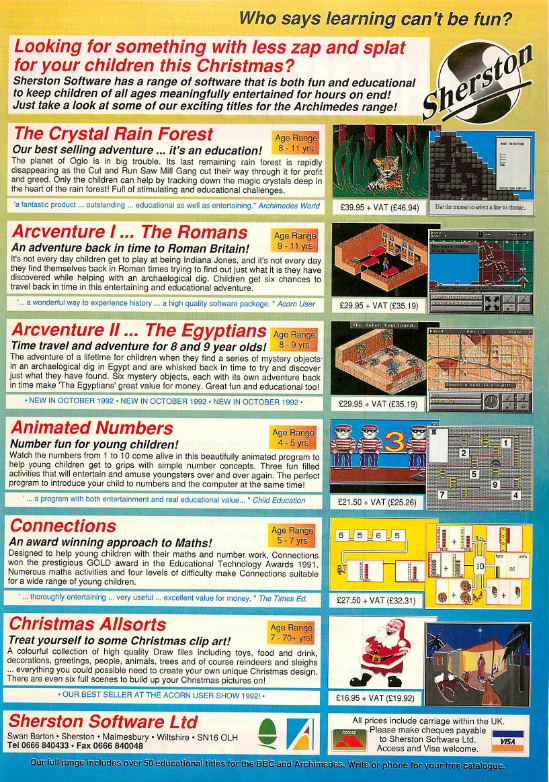 Who says learning can't be fun?
Looking for something with less zap and splat
for your children this Christmas?
Sherston Software has a range of software that is both fun and educational
to keep children of all ages meaningfully entertained for hours on end!
Just take a look at some of our exciting titles for the Archimedes range!
Sherston
The Crystal Rain Forest
Age Range
8 - 11 yrs
Our best selling adventure ... it's an education!
The planet of Oglo is in big trouble. Its last remaining rain forest is rapidly
disappearing as the Cut and Run Saw Mill Gang cut their way through it for profit
and greed. Only the children can help by tracking down the magic crystals deep in
the heart of the rain forest! Full of stimulating and educational challenges.
'a fantastic product ... outstanding ... educational as well as entertaining." Archimedes World
£39.95 + VAT (£46.94)
Use the mouse to select a line to change.
Arcventure I ... The Romans
Age Range
9 - 11 yrs
An adventure back in time to Roman Britain!
It's not every day children get to play at being Indiana Jones, and it's not every day
they find themselves back in Roman times trying to find out just what it is they have
discovered while helping with an archaelogical dig. Children get six chances to
travel back in time in this entertaining and educational adventure.
'... a wonderful way to experience history ... a high quality software package. " Acorn User
£29.95 + VAT (£35.19)
Arcventure II ... The Egyptians
Age Range
8 - 9 yrs
Time travel and adventure for 8 and 9 year olds!
The adventure of a lifetime for children when they find a series of mystery objects
in an archaelogical dig in Egypt and are whisked back in time to try and discover
just what they have found. Six mystery objects, each with its own adventure back
in time make 'The Egyptians' great value for money. Great fun and educational too!
• NEW IN OCTOBER 1992 • NEW IN OCTOBER 1992 • NEW IN OCTOBER 1992 •
£29.95 + VAT (£35.19)
Animated Numbers
Age Range
4 - 5 yrs
Number fun for young children!
Watch the numbers from 1 to 10 come alive in this beautifully animated program to
help young children get to grips with simple number concepts. Three fun filled
activities that will entertain and amuse youngsters over and over again. The perfect
program to introduce your child to numbers and the computer at the same time!
' ... a program with both entertainment and real educational value... " Child Education
3
1
2
5
9
7
4
£21.50 + VAT (£25.26)
Connections
Age Range
5 - 7 yrs
An award winning approach to Maths!
Designed to help young children with their maths and number work, Connections
won the prestigious GOLD award in the Educational Technology Awards 1991.
Numerous maths activities and four levels of difficulty make Connections suitable
for a wide range of young children.
' ... thoroughly entertaining ... very useful ... excellent value for money. " The Times Ed.
6 5 6 5
10
£27.50 + VAT (£32.31)
Christmas Allsorts
Age Range
7 - 70+ yrs!
Treat yourself to some Christmas clip art!
A colourful collection of high quality Draw files including toys, food and drink,
decorations, greetings, people, animals, trees and of course reindeers and sleighs
... everything you could possible need to create your own unique Christmas design.
There are even six full scenes to build up your Christmas pictures on!
• OUR BEST SELLER AT THE ACORN USER SHOW 1992! •
£16.95 + VAT (£19.92)
Sherston Software Ltd
Swan Barton • Sherston • Malmesbury • Wiltshire • SN16 OLH
Tel 0666 840433 • Fax 0666 840048
All prices include carriage within the UK.
Please make cheques payable
to Sherston Software Ltd.
Access and Visa welcome.
Access
VISA
Our full range includes over 50 educational titles for the BBC and Archimedes. Write or phone for your free catalogue.